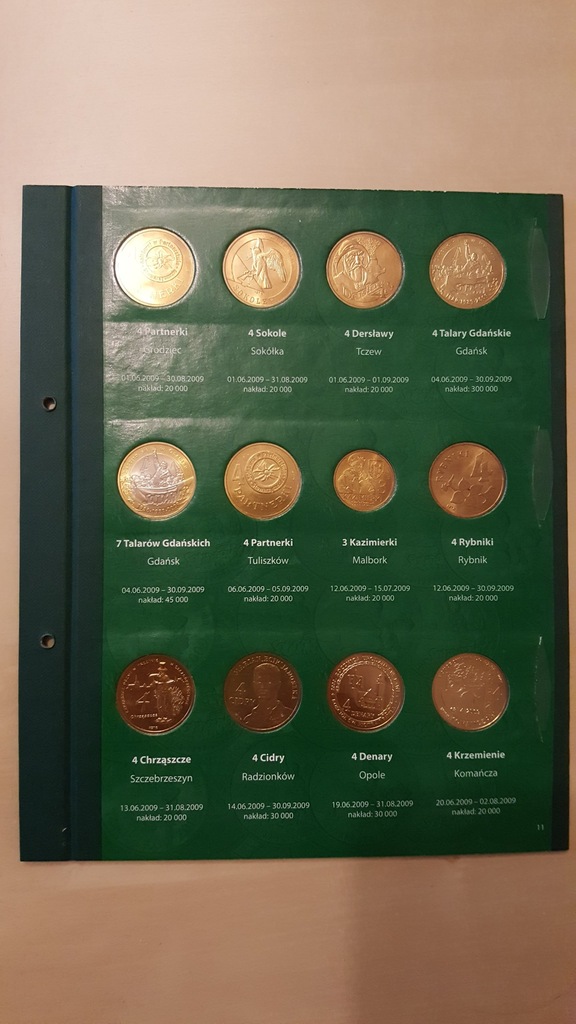 4 Partnerki
Grodziec
01.06.2009 – 30.08.2009
nakład: 20 000
4 Sokole
Sokółka
01.06.2009 – 31.08.2009
nakład: 20 000
4 Dersławy
Tczew
01.06.2009 – 01.09.2009
nakład: 20 000
4 Talary Gdańskie
Gdańsk
04.06.2009 – 30.09.2009
nakład: 300 000
7 Talarów Gdańskich
Gdańsk
04.06.2009 – 30.09.2009
nakład: 45 000
4 Partnerki
Tuliszków
06.06.2009 – 05.09.2009
nakład: 20 000
3 Kazimierki
Malbork
12.06.2009 – 15.07.2009
nakład: 20 000
4 Rybniki
Rybnik
12.06.2009 – 30.09.2009
nakład: 20 000
4 Chrząszcze
Szczebrzeszyn
13.06.2009 – 31.08.2009
nakład: 20 000
4 Cidry
Radzionków
14.06.2009 – 30.09.2009
nakład: 30 000
4 Denary
Opole
19.06.2009 – 31.08.2009
nakład: 30 000
4 Krzemienie
Komańcza
20.06.2009 – 02.08.2009
nakład: 20 000
11